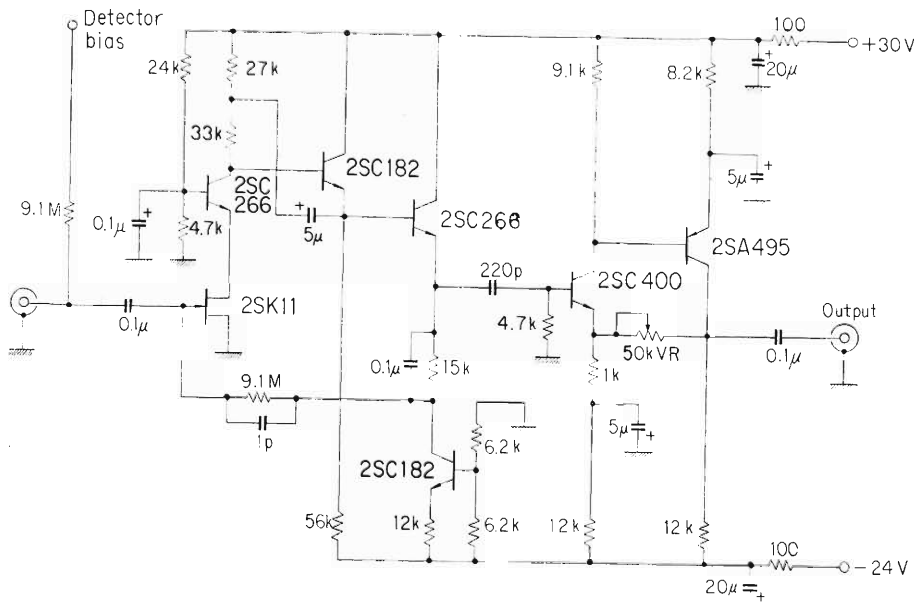 Detector
bias
100
+30V
24k
27k
9.1k
8.2k
20μ
+
33k
2SC182
5μ
+
2SC
266
9.1M
0.1μ
+
4.7k
+
5μ
2SC266
2SA495
220p
2SC400
0.1μ
2SK11
4.7k
Output
50kVR
0.1μ
0.1μ
15k
1k
9.1M
1p
6.2k
5μ
+
2SC182
56k
12k
6.2k
12k
12k
100
-24V
20μ
+